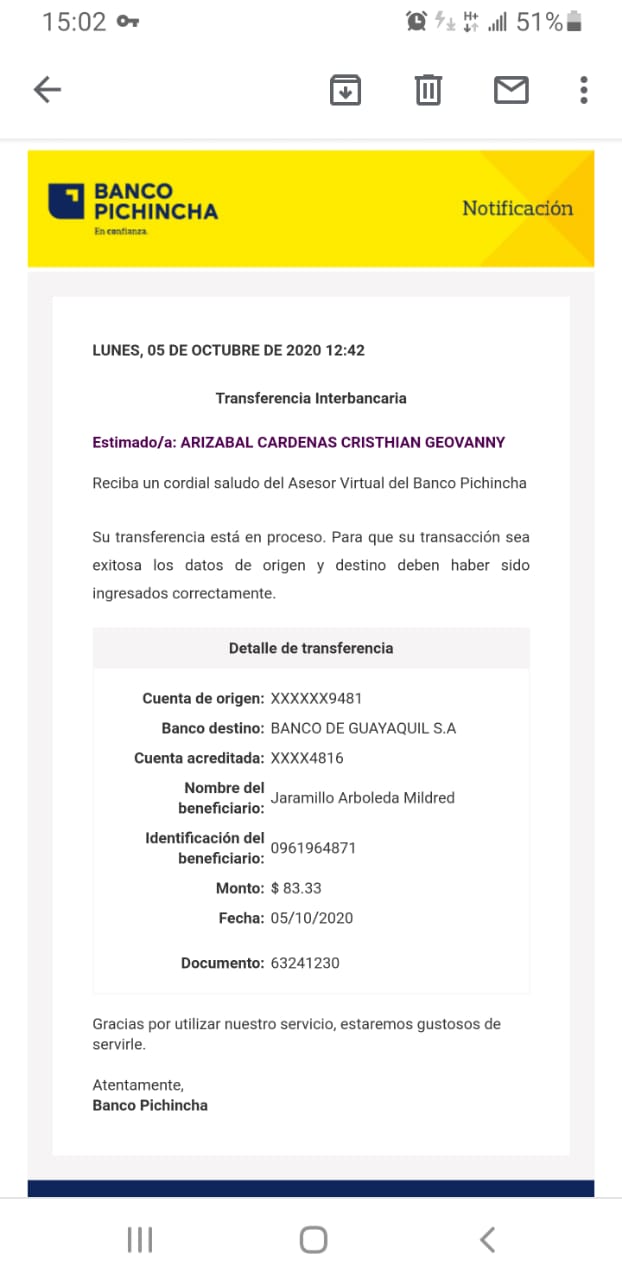 15:02
H+
51%
BANCO
PICHINCHA
En confianza.
Notificación
LUNES, 05 DE OCTUBRE DE 2020 12:42
Transferencia Interbancaria
Estimado/a: ARIZABAL CARDENAS CRISTHIAN GEOVANNY
Reciba un cordial saludo del Asesor Virtual del Banco Pichincha
Su transferencia está en proceso. Para que su transacción sea
exitosa los datos de origen y destino deben haber sido
ingresados correctamente.
Detalle de transferencia
Cuenta de origen: XXXXXX9481
Banco destino: BANCO DE GUAYAQUIL S.A
Cuenta acreditada: XXXX4816
Nombre del
beneficiario: Jaramillo Arboleda Mildred
Identificación del
beneficiario: 0961964871
Monto: $ 83.33
Fecha: 05/10/2020
Documento: 63241230
Gracias por utilizar nuestro servicio, estaremos gustosos de
servirle.
Atentamente,
Banco Pichincha